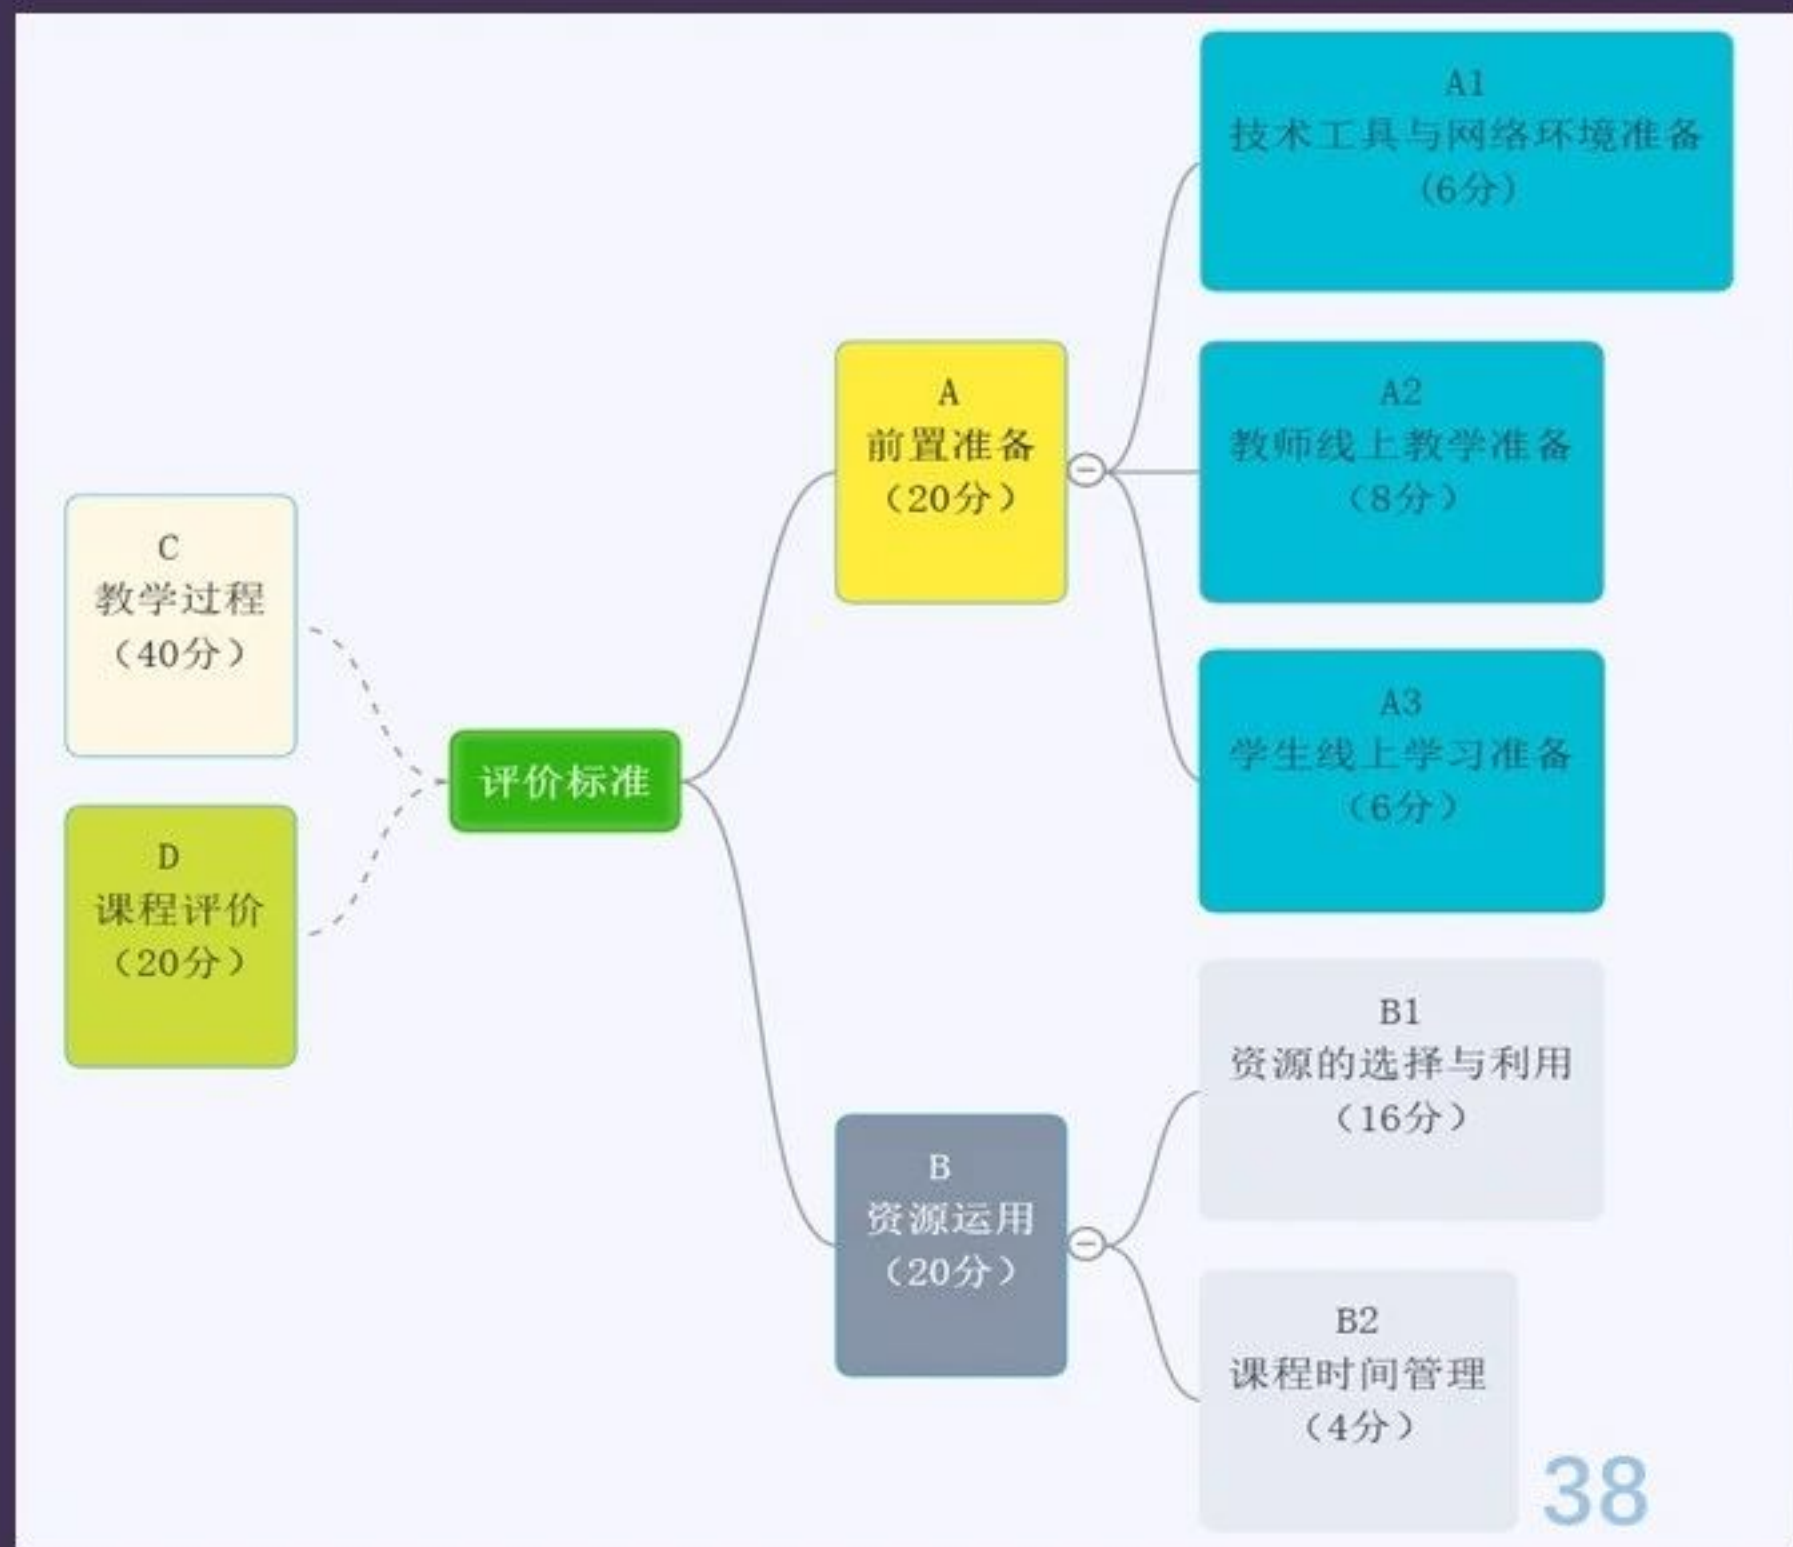 A1
技术工具与网络环境准备
(6分)
A
前置准备
（20分）
A2
教师线上教学准备
（8分）
C
教学过程
（40分）
A3
学生线上学习准备
（6分）
评价标准
D
课程评价
（20分）
B1
资源的选择与利用
（16分）
B
资源运用
（20分）
B2
课程时间管理
（4分）
38